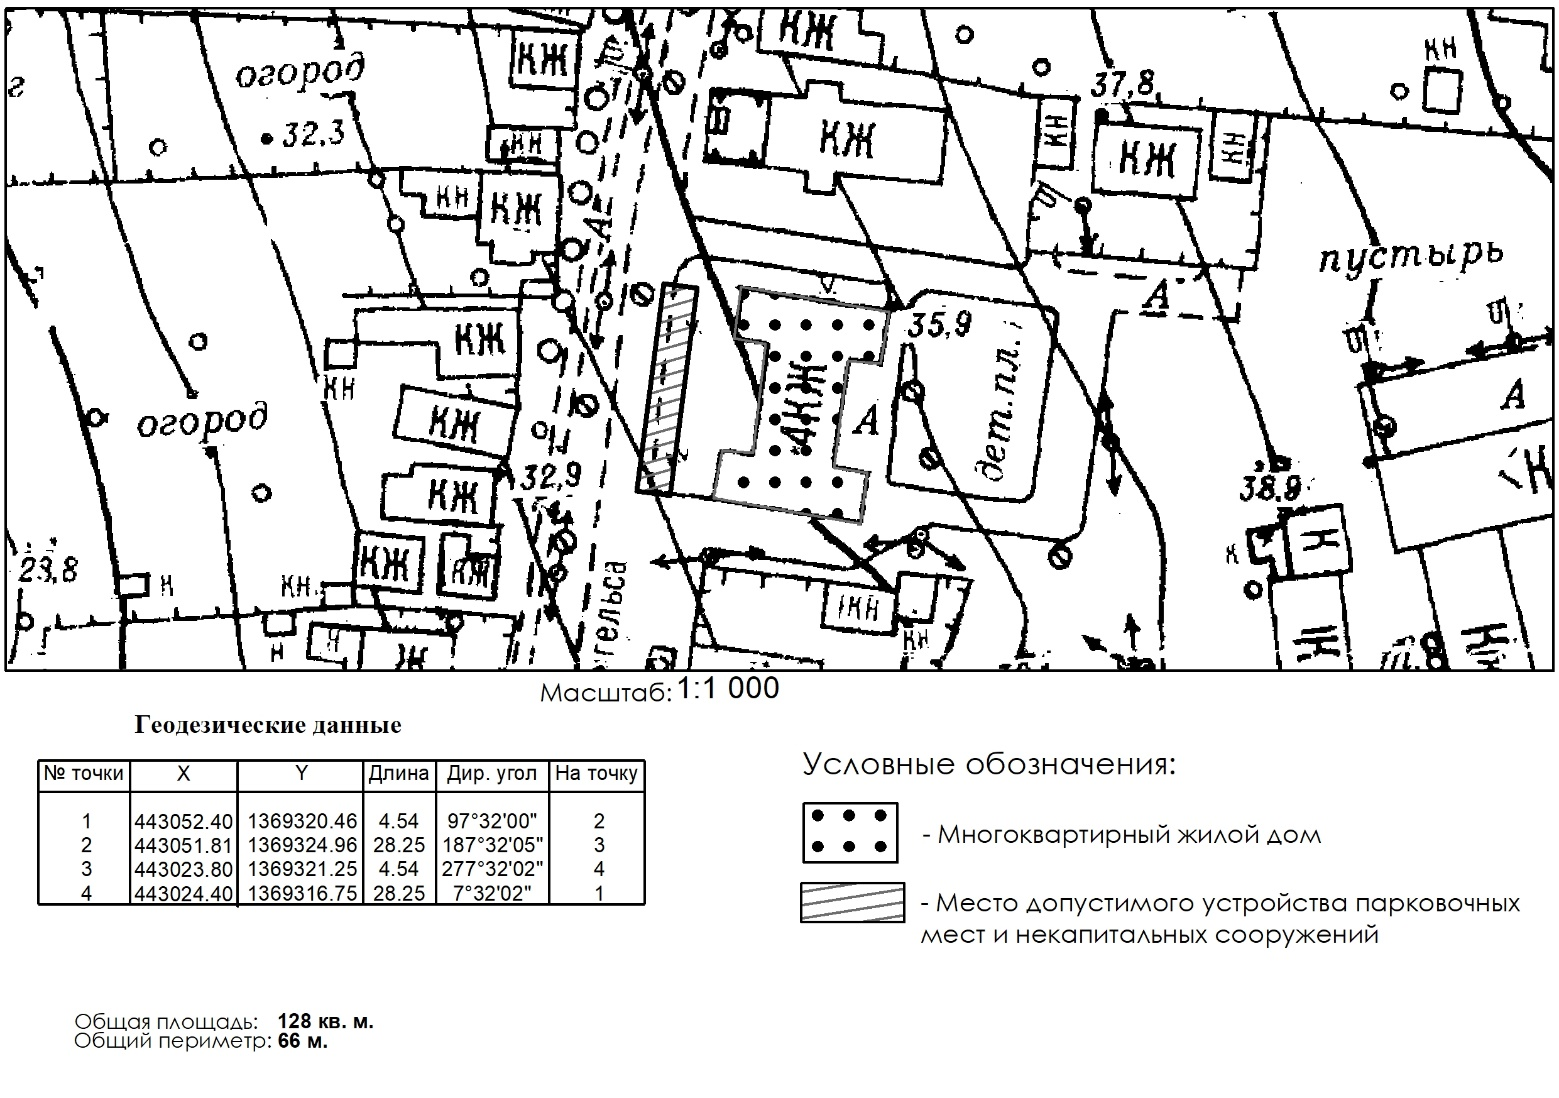 КЖ
КЖ
КН
огород
37,8
32,3
КН
КЖ
КН
КЖ
КН
КН
КЖ
А
пустырь
А
35,9
КЖ
КН
4КЖ
дет.пл.
А
А
огород
КЖ
32,9
КЖ
38,9
К
К
КЖ
КЖ
29,8
К
КН
КН
КН
гельса
Масштаб: 1:1 000
Геодезические данные
№ точки X Y Длина Дир. угол На точку
1 443052.40 1369320.46 4.54 97°32'00" 2
2 443051.81 1369324.96 28.25 187°32'05" 3
3 443023.80 1369321.25 4.54 277°32'02" 4
4 443024.40 1369316.75 28.25 7°32'02" 1
Условные обозначения:
- Многоквартирный жилой дом
- Место допустимого устройства парковочных
мест и некапитальных сооружений
Общая площадь: 128 кв. м.
Общий периметр: 66 м.